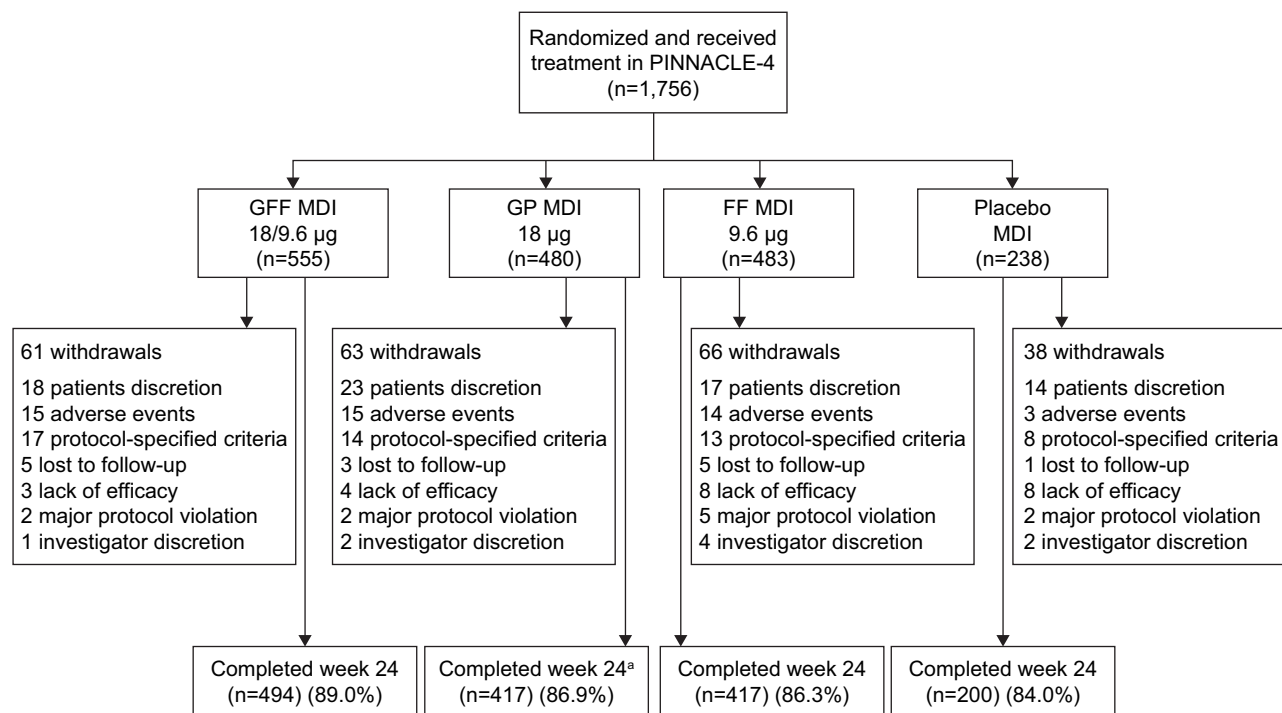 Randomized and received
treatment in PINNACLE-4
(n=1,756)
GFF MDI
18/9.6 µg
(n=555)
GP MDI
18 µg
(n=480)
FF MDI
9.6 µg
(n=483)
Placebo
MDI
(n=238)
61 withdrawals
18 patients discretion
15 adverse events
17 protocol-specified criteria
5 lost to follow-up
3 lack of efficacy
2 major protocol violation
1 investigator discretion
63 withdrawals
23 patients discretion
15 adverse events
14 protocol-specified criteria
3 lost to follow-up
4 lack of efficacy
2 major protocol violation
2 investigator discretion
66 withdrawals
17 patients discretion
14 adverse events
13 protocol-specified criteria
5 lost to follow-up
8 lack of efficacy
5 major protocol violation
4 investigator discretion
38 withdrawals
14 patients discretion
3 adverse events
8 protocol-specified criteria
1 lost to follow-up
8 lack of efficacy
2 major protocol violation
2 investigator discretion
Completed week 24
(n=494) (89.0%)
Completed week 24ᵃ
(n=417) (86.9%)
Completed week 24
(n=417) (86.3%)
Completed week 24
(n=200) (84.0%)